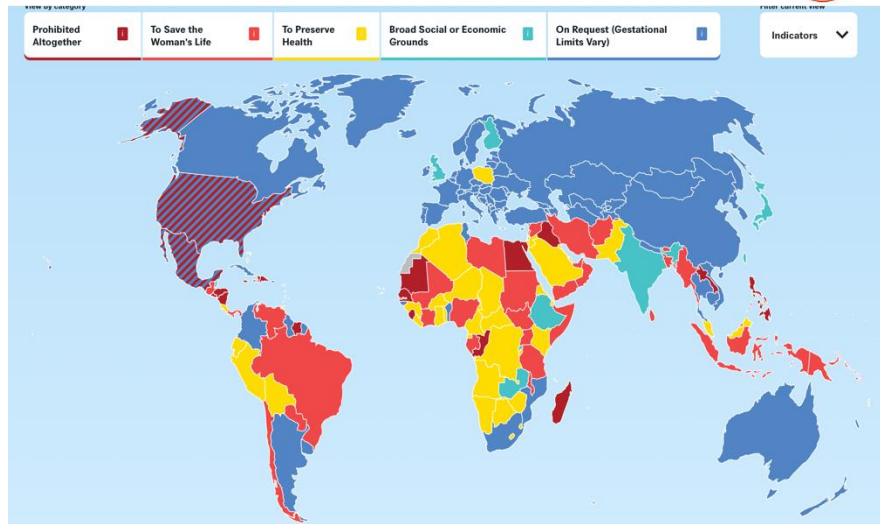 View by category
Filter current view
Prohibited
Altogether
i
To Save the
Woman's Life
i
To Preserve
Health
i
Broad Social or Economic
Grounds
i
On Request (Gestational
Limits Vary)
i
Indicators